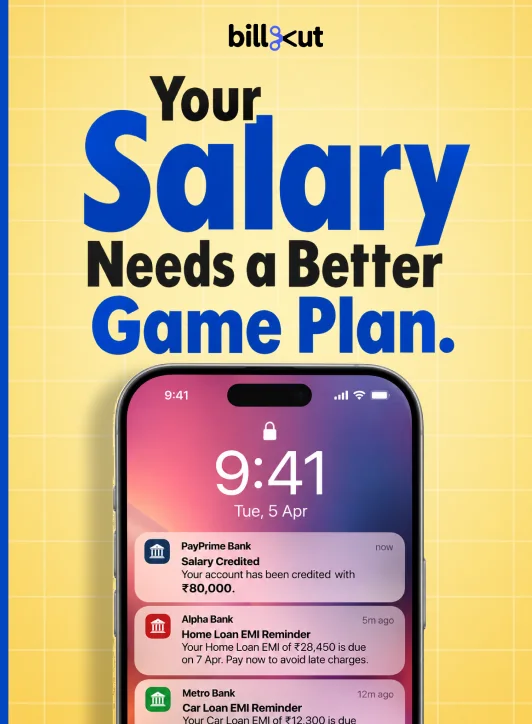 billcut
Your
Salary
Needs a Better
Game Plan.
9:41
9:41
Tue, 5 Apr
PayPrime Bank now
Salary Credited
Your account has been credited with
₹80,000.
Alpha Bank 5m ago
Home Loan EMI Reminder
Your Home Loan EMI of ₹28,450 is due
on 7 Apr. Pay now to avoid late charges.
Metro Bank 12m ago
Car Loan EMI Reminder
Your Car Loan EMI of ₹12,300 is due